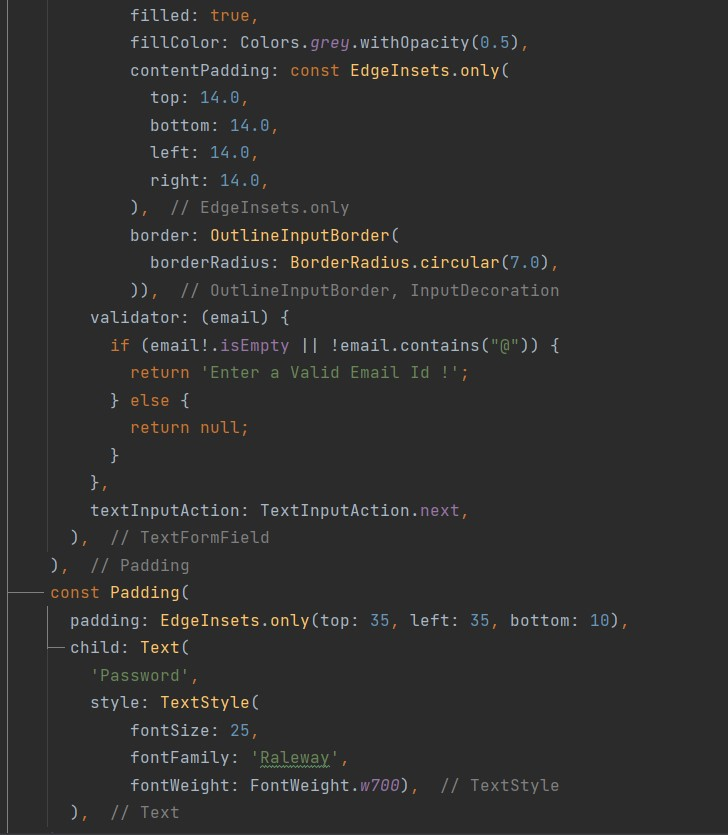 filled: true,
fillColor: Colors.grey.withOpacity(0.5),
contentPadding: const EdgeInsets.only(
top: 14.0,
bottom: 14.0,
left: 14.0,
right: 14.0,
),  // EdgeInsets.only
border: OutlineInputBorder(
borderRadius: BorderRadius.circular(7.0),
)),  // OutlineInputBorder, InputDecoration
validator: (email) {
if (email!.isEmpty || !email.contains("@")) {
return 'Enter a Valid Email Id !';
} else {
return null;
}
},
textInputAction: TextInputAction.next,
),  // TextFormField
),  // Padding
const Padding(
padding: EdgeInsets.only(top: 35, left: 35, bottom: 10),
child: Text(
'Password',
style: TextStyle(
fontSize: 25,
fontFamily: 'Raleway',
fontWeight: FontWeight.w700),  // TextStyle
),  // Text